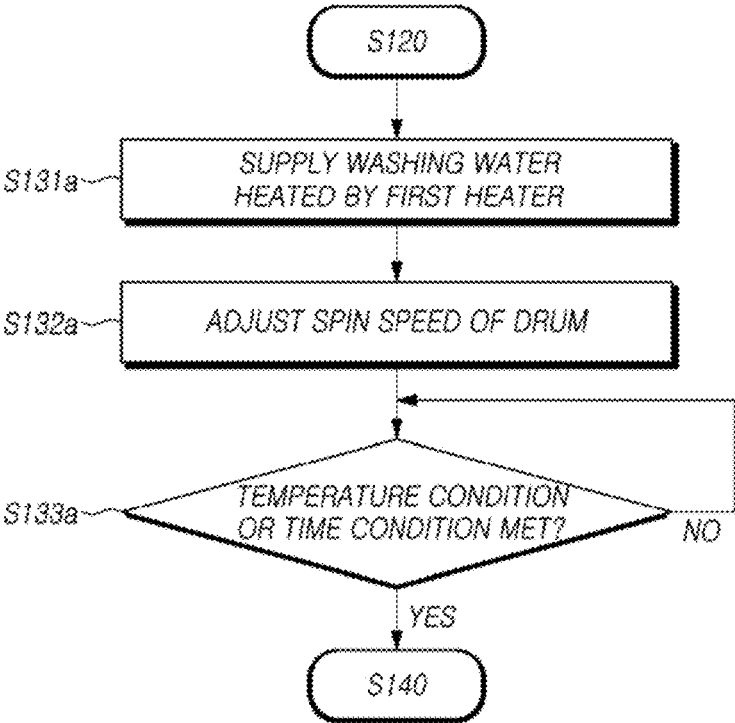 S120
S131a
SUPPLY WASHING WATER
HEATED BY FIRST HEATER
S132a
ADJUST SPIN SPEED OF DRUM
S133a
TEMPERATURE CONDITION
OR TIME CONDITION MET?
NO
YES
S140